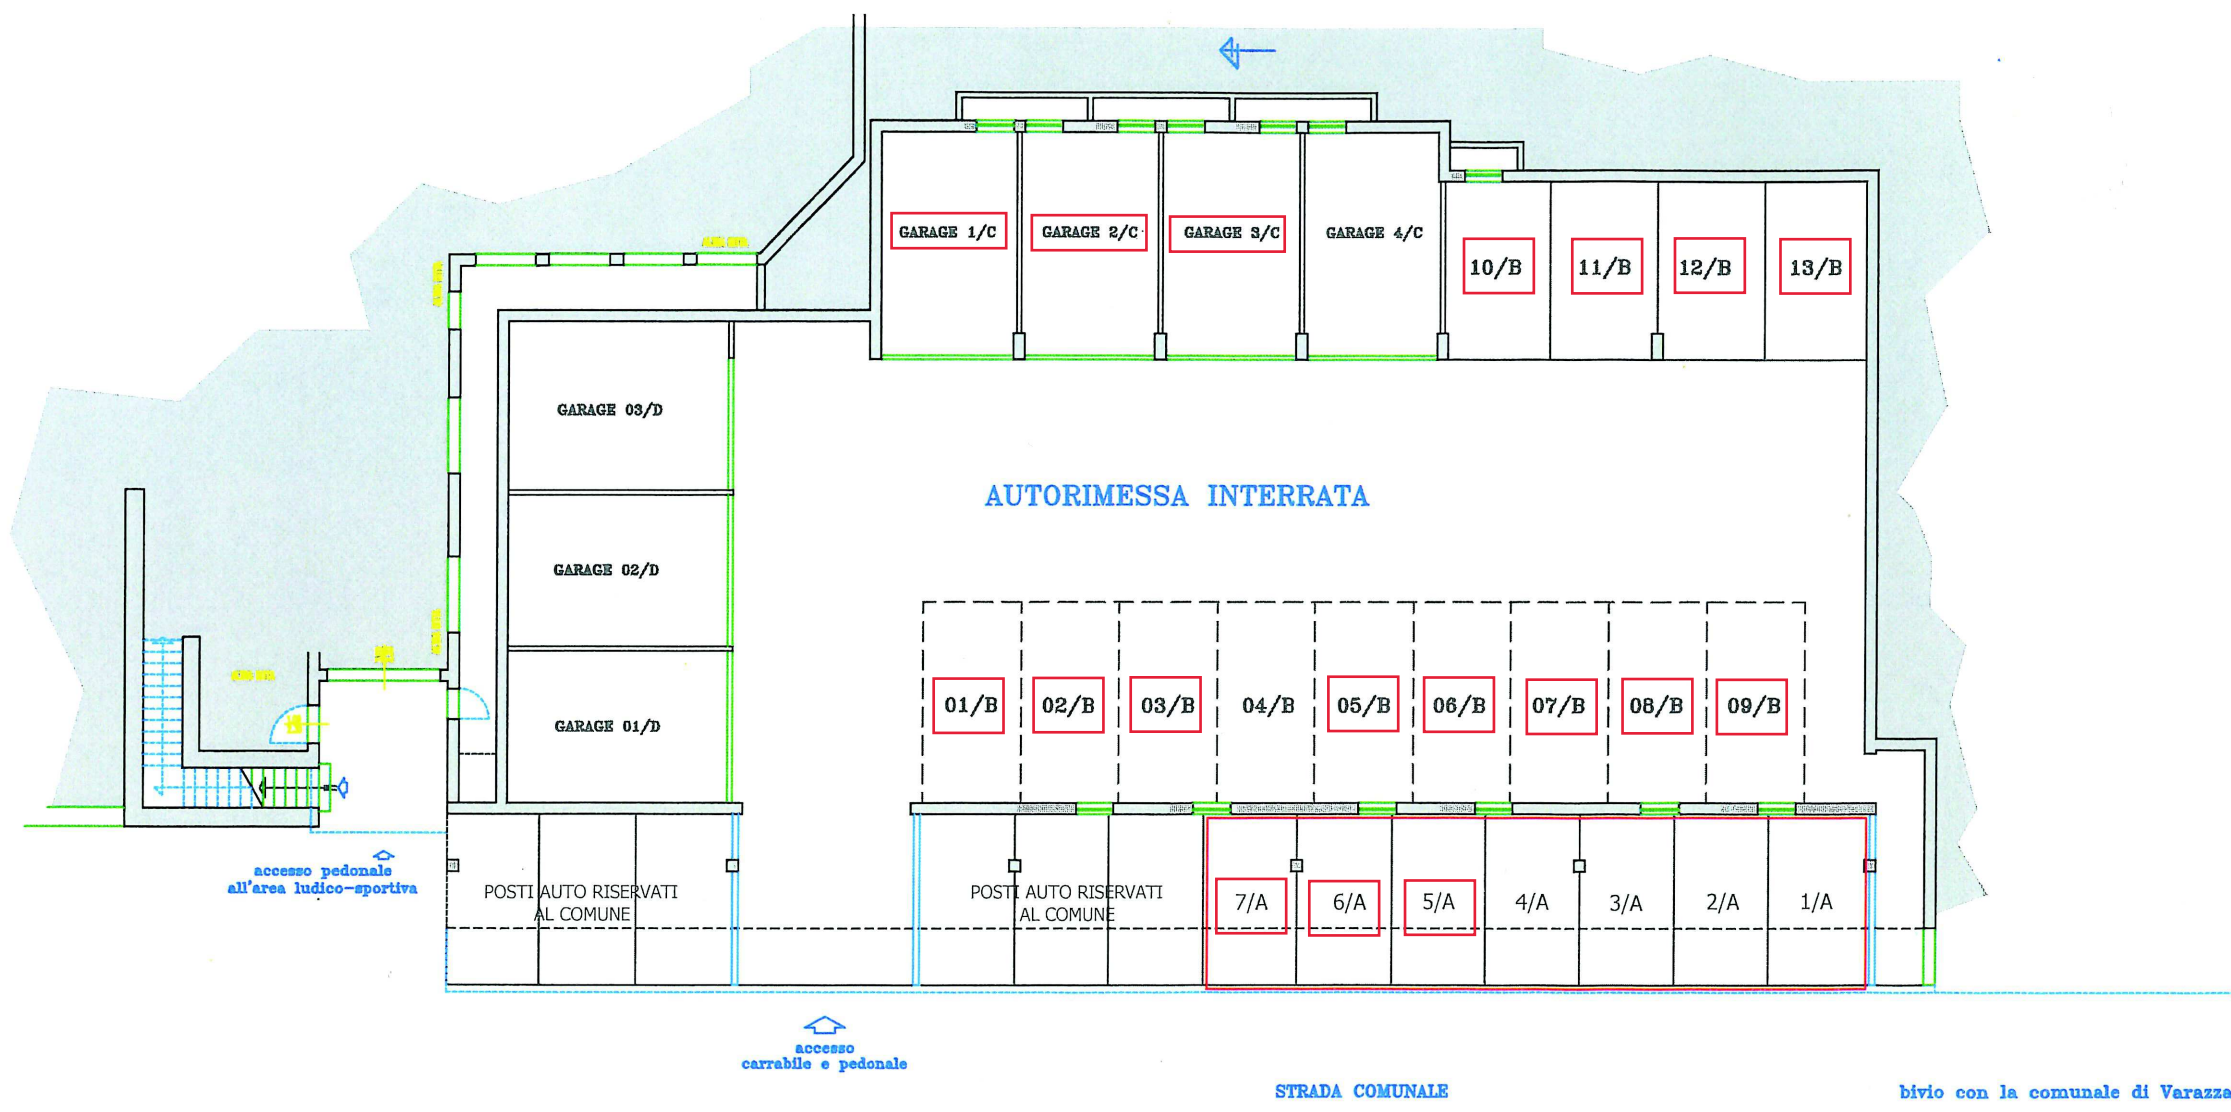 GARAGE 1/C
GARAGE 2/C
GARAGE 3/C
GARAGE 4/C
10/B
11/B
12/B
13/B
GARAGE 03/D
AUTORIMESSA INTERRATA
GARAGE 02/D
GARAGE 01/D
01/B
02/B
03/B
04/B
05/B
06/B
07/B
08/B
09/B
accesso pedonale
all'area ludico-sportiva
POSTI AUTO RISERVATI
AL COMUNE
POSTI AUTO RISERVATI
AL COMUNE
7/A
6/A
5/A
4/A
3/A
2/A
1/A
accesso
carrabile e pedonale
STRADA COMUNALE
bivio con la comunale di Varazze